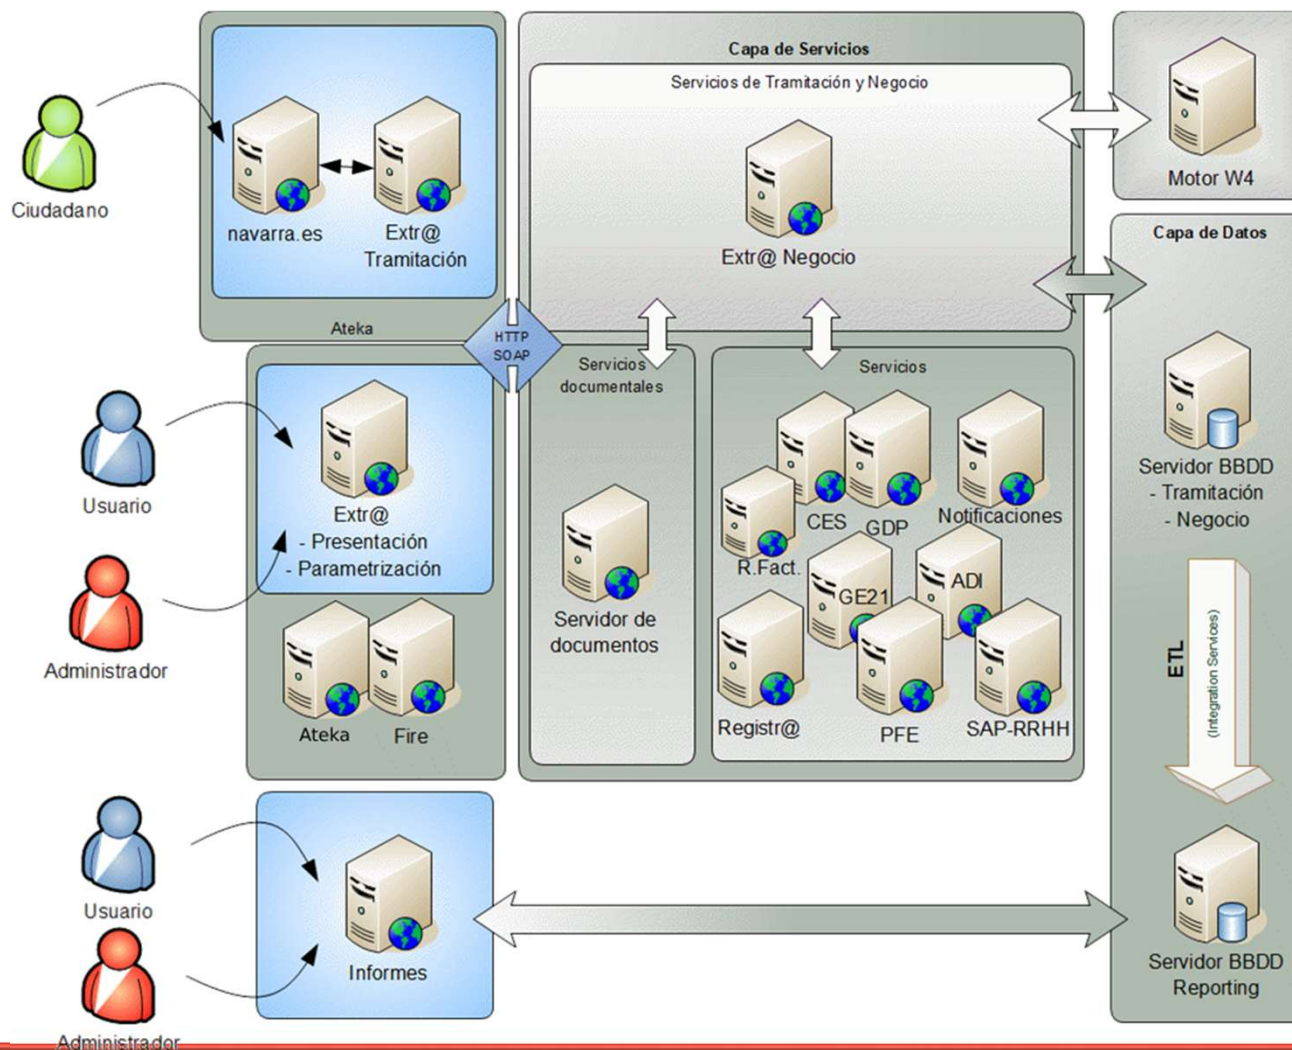 Ciudadano
navarra.es
Extr@
Tramitación
Ateka
HTTP
SOAP
Capa de Servicios
Servicios de Tramitación y Negocio
Extr@ Negocio
Motor W4
Capa de Datos
Servidor BBDD
- Tramitación
- Negocio
ETL
(Integration Services)
Servidor BBDD
Reporting
Usuario
Administrador
Extr@
- Presentación
- Parametrización
Ateka
Fire
Servicios
documentales
Servidor de
documentos
Servicios
CES
GDP
Notificaciones
R.Fact.
GE21
ADI
Registr@
PFE
SAP-RRHH
Usuario
Administrador
Informes